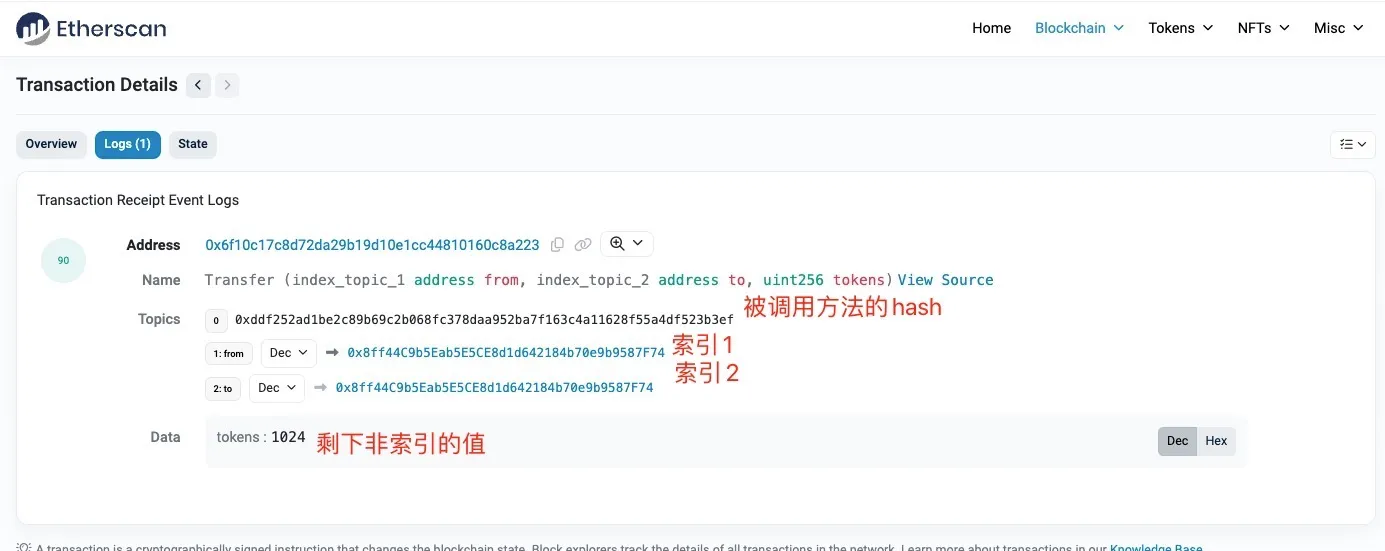 Etherscan
Home Blockchain Tokens NFTs Misc
Transaction Details
Overview Logs (1) State
Transaction Receipt Event Logs
90
Address 0x6f10c17c8d72da29b19d10e1cc44810160c8a223
Name Transfer (index_topic_1 address from, index_topic_2 address to, uint256 tokens) View Source
被调用方法的hash
Topics 0 0xddf252ad1be2c89b69c2b068fc378daa952ba7f163c4a11628f55a4df523b3ef
1: from Dec 0x8ff44C9b5Eab5E5CE8d1d642184b70e9b9587F74 索引1
索引2
2: to Dec 0x8ff44C9b5Eab5E5CE8d1d642184b70e9b9587F74
Data tokens : 1024 剩下非索引的值 Dec Hex
A transaction is a cryptographically signed instruction that changes the blockchain state. Block explorers track the details of all transactions in the network. Learn more about transactions in our Knowledge Base